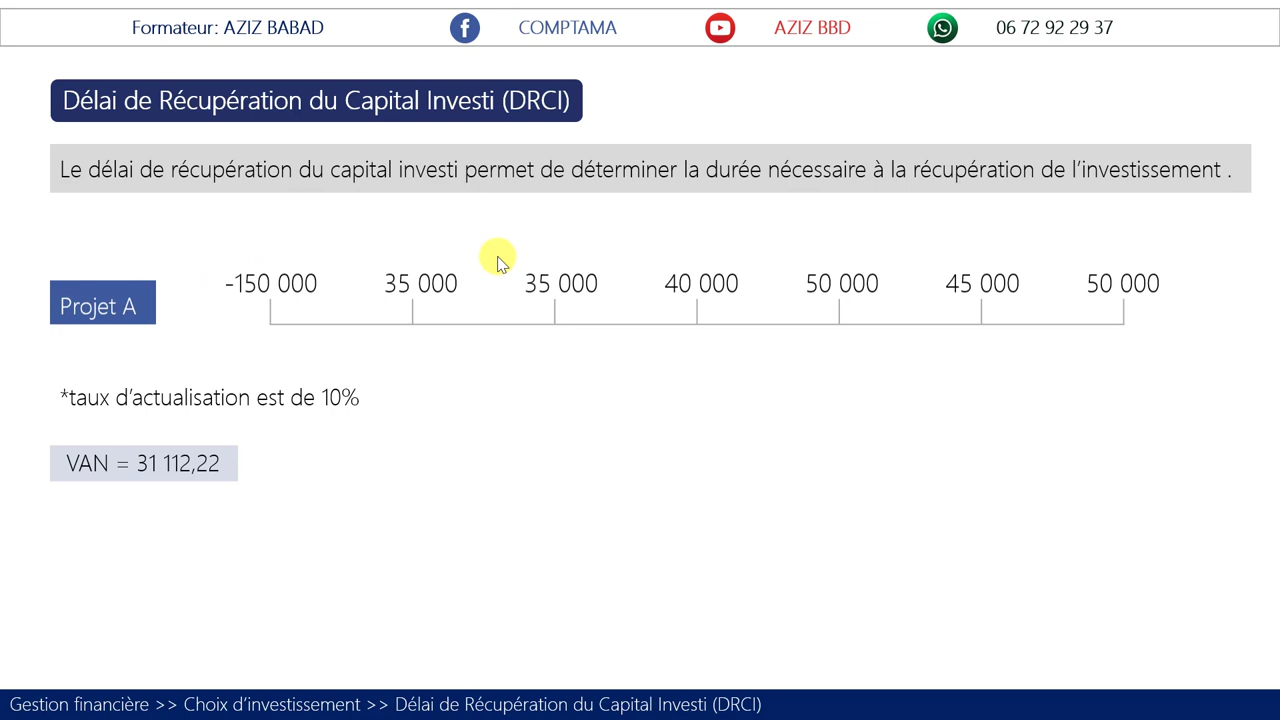 Formateur: AZIZ BABAD COMPTAMA AZIZ BBD 06 72 92 29 37
Délai de Récupération du Capital Investi (DRCI)
Le délai de récupération du capital investi permet de déterminer la durée nécessaire à la récupération de l’investissement .
-150 000 35 000 35 000 40 000 50 000 45 000 50 000
Projet A
*taux d’actualisation est de 10%
VAN = 31 112,22
Gestion financière >> Choix d’investissement >> Délai de Récupération du Capital Investi (DRCI)